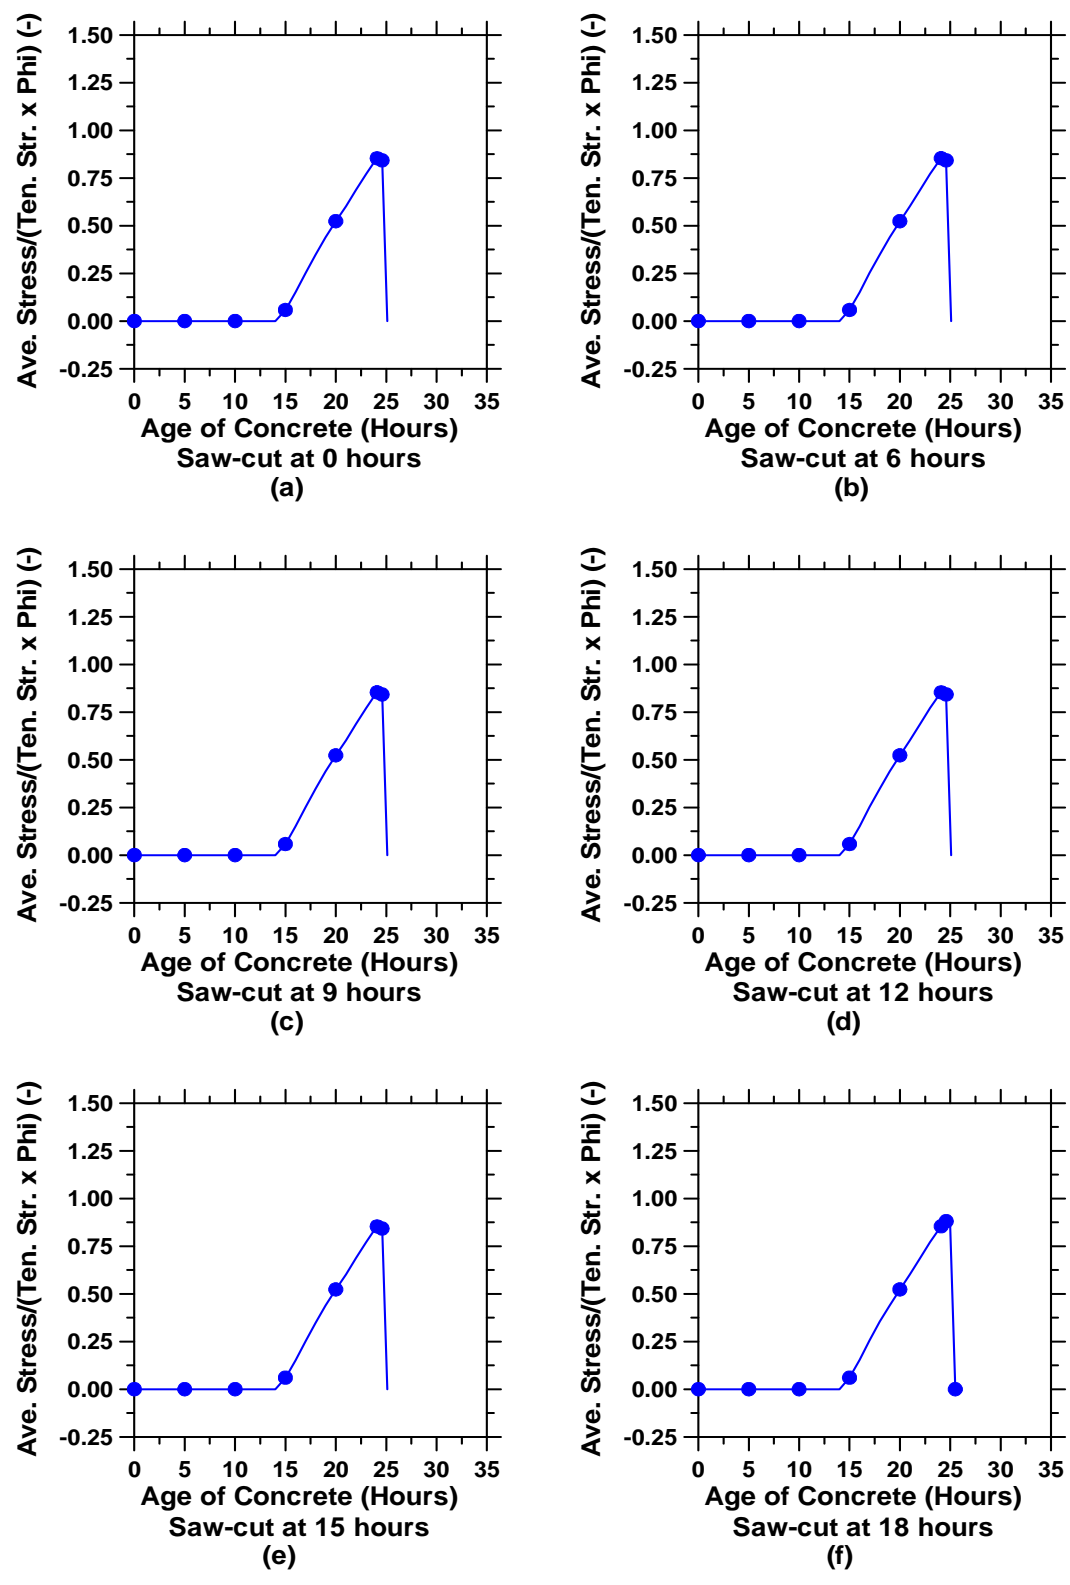 Ave. Stress/(Ten. Str. x Phi) (-)
1.50
1.25
1.00
0.75
0.50
0.25
0.00
-0.25
0 5 10 15 20 25 30 35
Age of Concrete (Hours)
Saw-cut at 0 hours
(a)
Ave. Stress/(Ten. Str. x Phi) (-)
1.50
1.25
1.00
0.75
0.50
0.25
0.00
-0.25
0 5 10 15 20 25 30 35
Age of Concrete (Hours)
Saw-cut at 6 hours
(b)
Ave. Stress/(Ten. Str. x Phi) (-)
1.50
1.25
1.00
0.75
0.50
0.25
0.00
-0.25
0 5 10 15 20 25 30 35
Age of Concrete (Hours)
Saw-cut at 9 hours
(c)
Ave. Stress/(Ten. Str. x Phi) (-)
1.50
1.25
1.00
0.75
0.50
0.25
0.00
-0.25
0 5 10 15 20 25 30 35
Age of Concrete (Hours)
Saw-cut at 12 hours
(d)
Ave. Stress/(Ten. Str. x Phi) (-)
1.50
1.25
1.00
0.75
0.50
0.25
0.00
-0.25
0 5 10 15 20 25 30 35
Age of Concrete (Hours)
Saw-cut at 15 hours
(e)
Ave. Stress/(Ten. Str. x Phi) (-)
1.50
1.25
1.00
0.75
0.50
0.25
0.00
-0.25
0 5 10 15 20 25 30 35
Age of Concrete (Hours)
Saw-cut at 18 hours
(f)